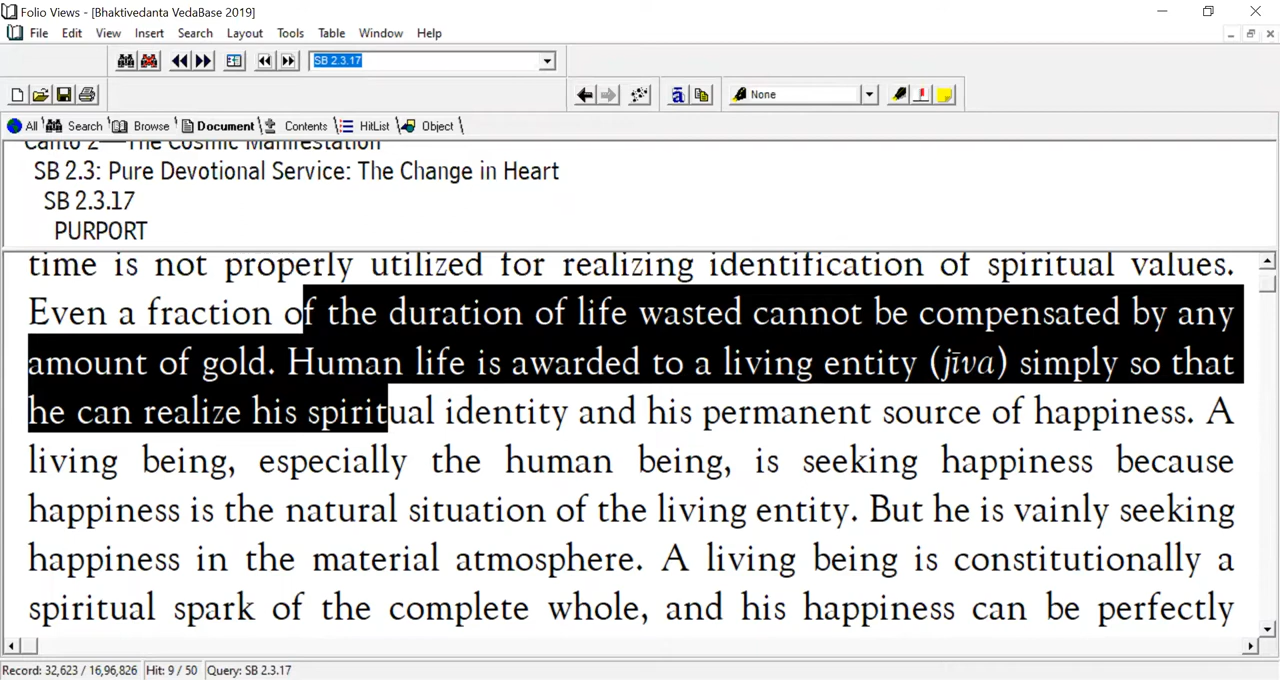 Folio Views - [Bhaktivedanta VedaBase 2019]
File Edit View Insert Search Layout Tools Table Window Help
SB 2.3.17
None
All Search Browse Document Contents HitList Object
Canto 2—The Cosmic Manifestation
SB 2.3: Pure Devotional Service: The Change in Heart
SB 2.3.17
PURPORT
time is not properly utilized for realizing identification of spiritual values.
Even a fraction of the duration of life wasted cannot be compensated by any
amount of gold. Human life is awarded to a living entity (jīva) simply so that
he can realize his spiritual identity and his permanent source of happiness. A
living being, especially the human being, is seeking happiness because
happiness is the natural situation of the living entity. But he is vainly seeking
happiness in the material atmosphere. A living being is constitutionally a
spiritual spark of the complete whole, and his happiness can be perfectly
Record: 32,623 / 16,96,826 Hit: 9 / 50 Query: SB 2.3.17